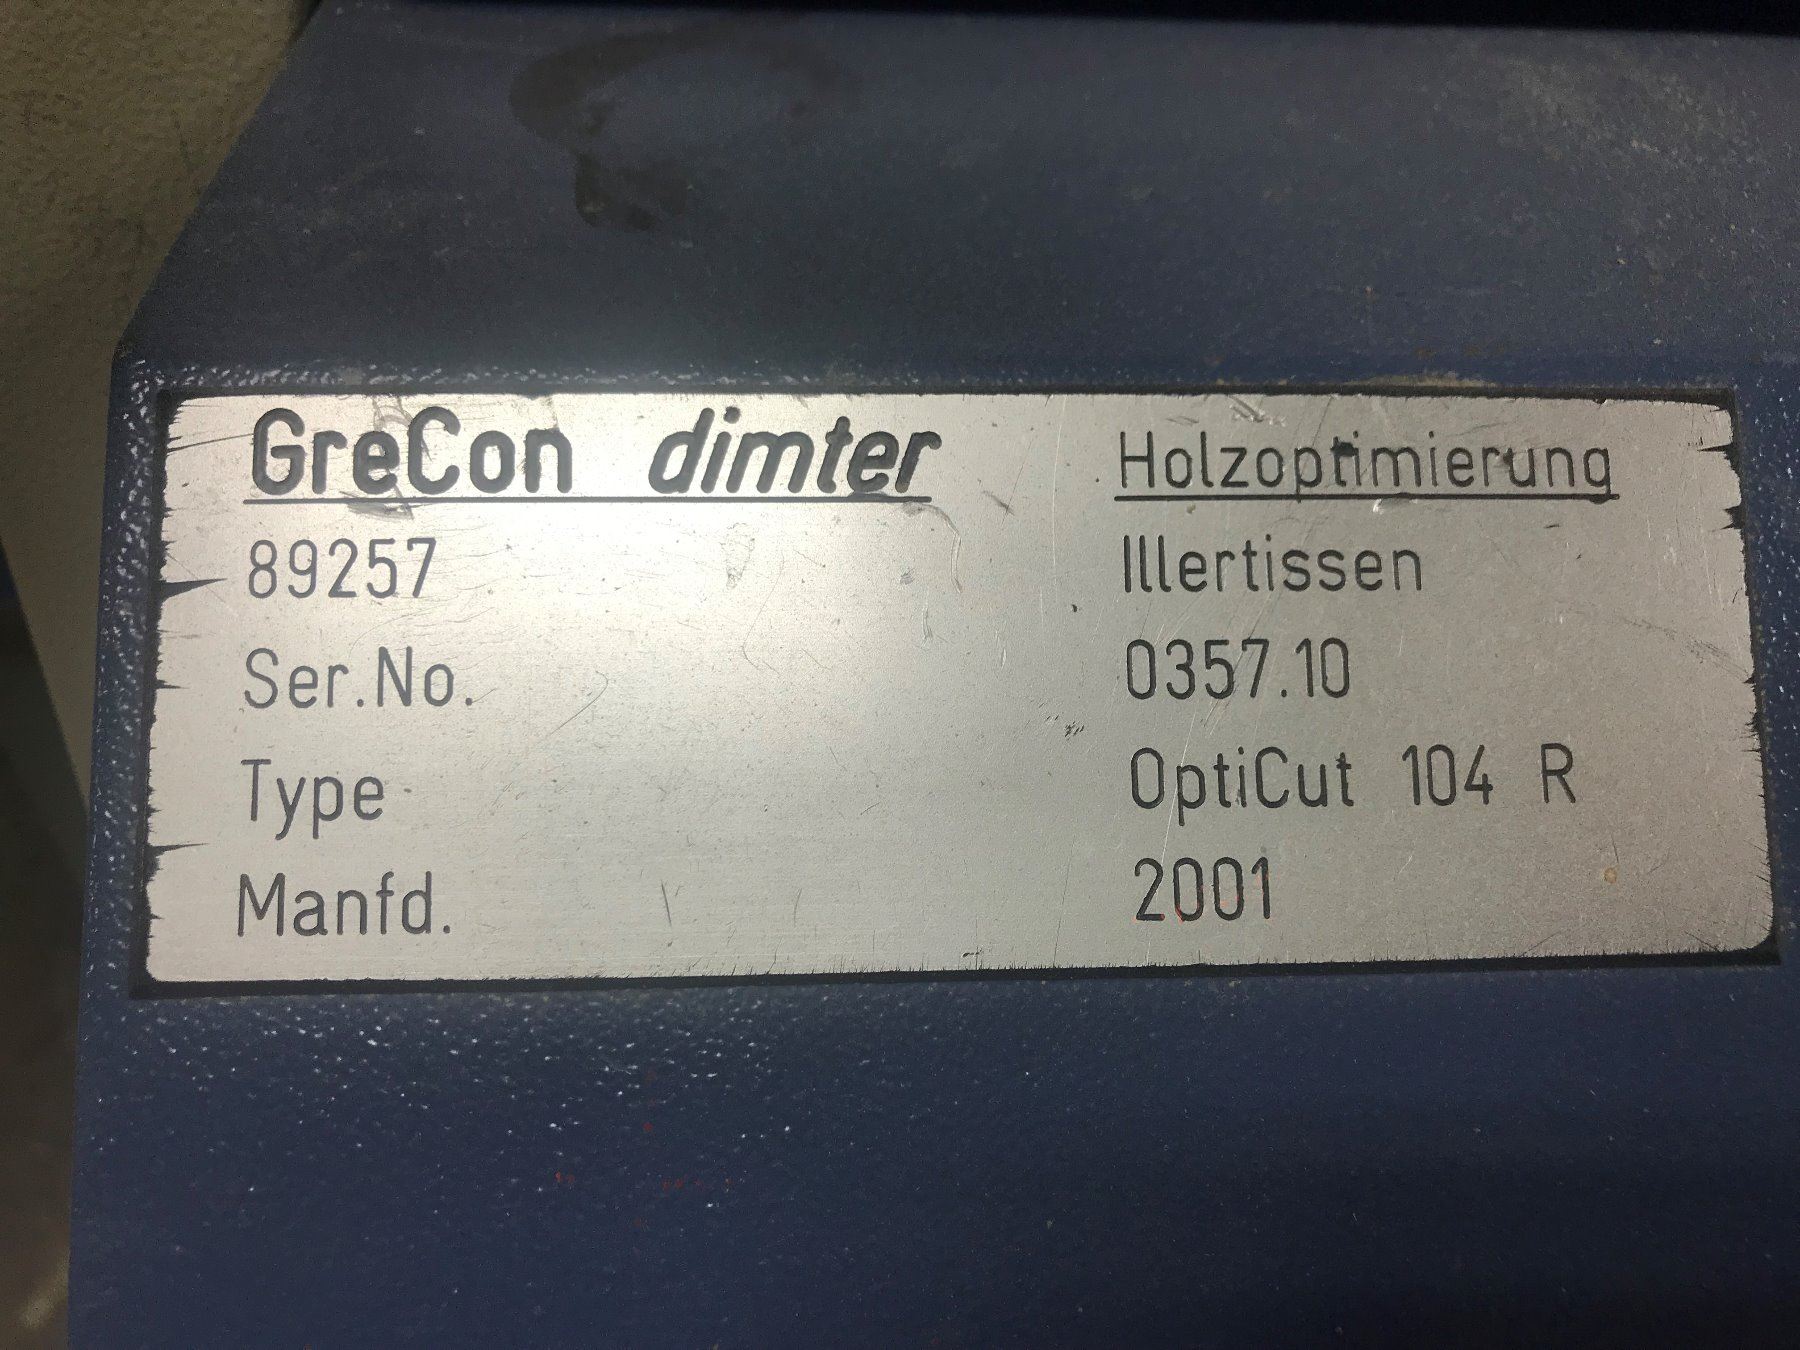 GreCon dimter Holzoptimierung
89257 Illertissen
Ser.No. 0357.10
Type OptiCut 104 R
Manfd. 2001